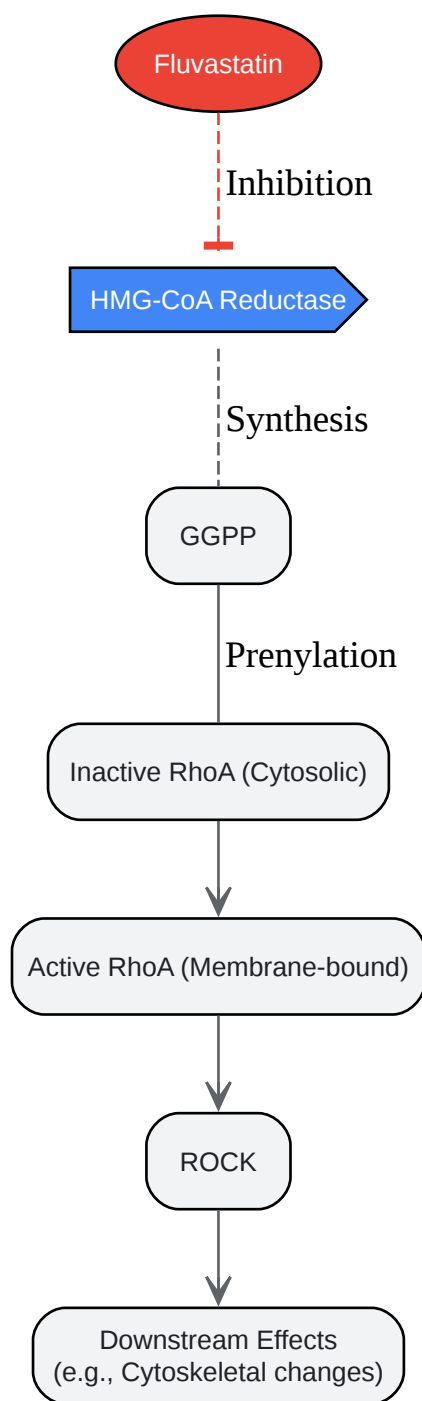 Fluvastatin
Inhibition
HMG-CoA Reductase
Synthesis
GGPP
Prenylation
Inactive RhoA (Cytosolic)
Active RhoA (Membrane-bound)
ROCK
Downstream Effects
(e.g., Cytoskeletal changes)